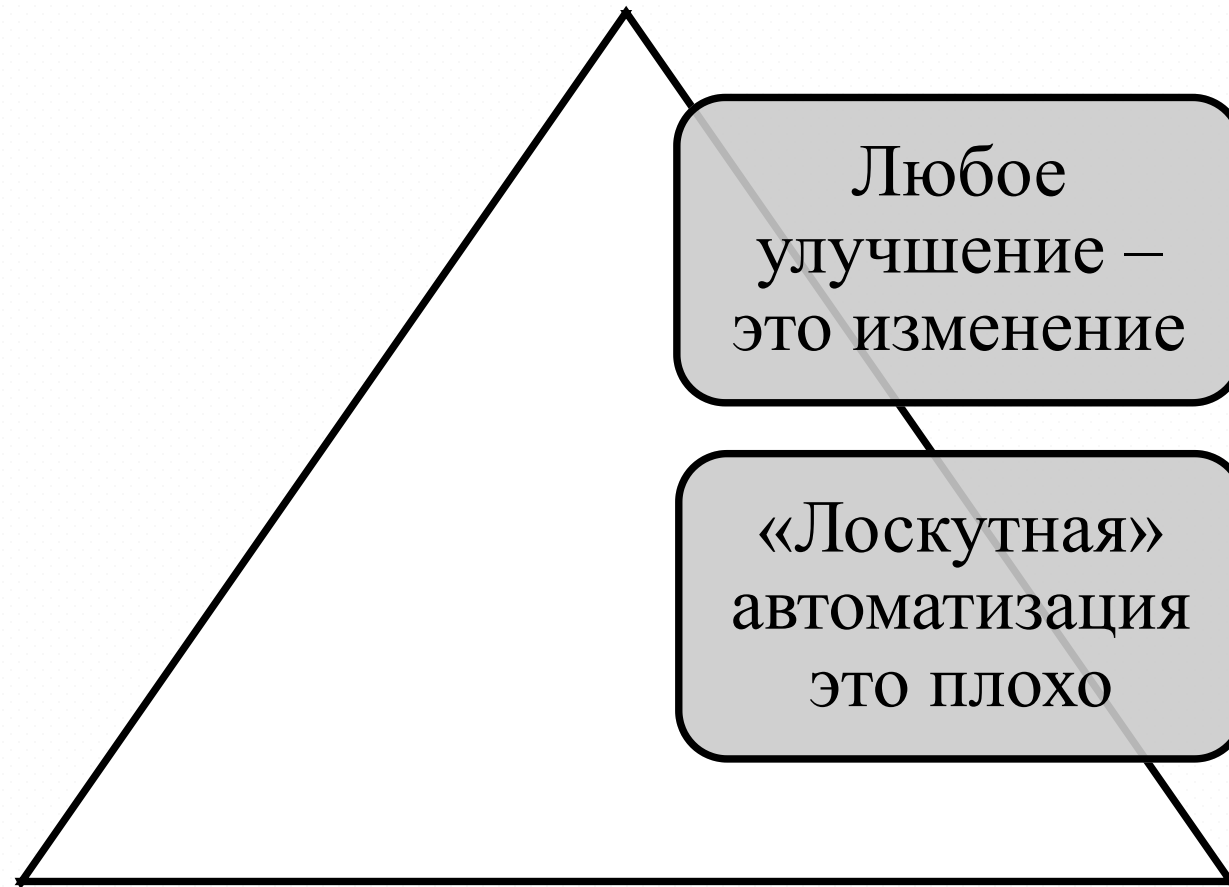 Любое
улучшение –
это изменение
«Лоскутная»
автоматизация
это плохо